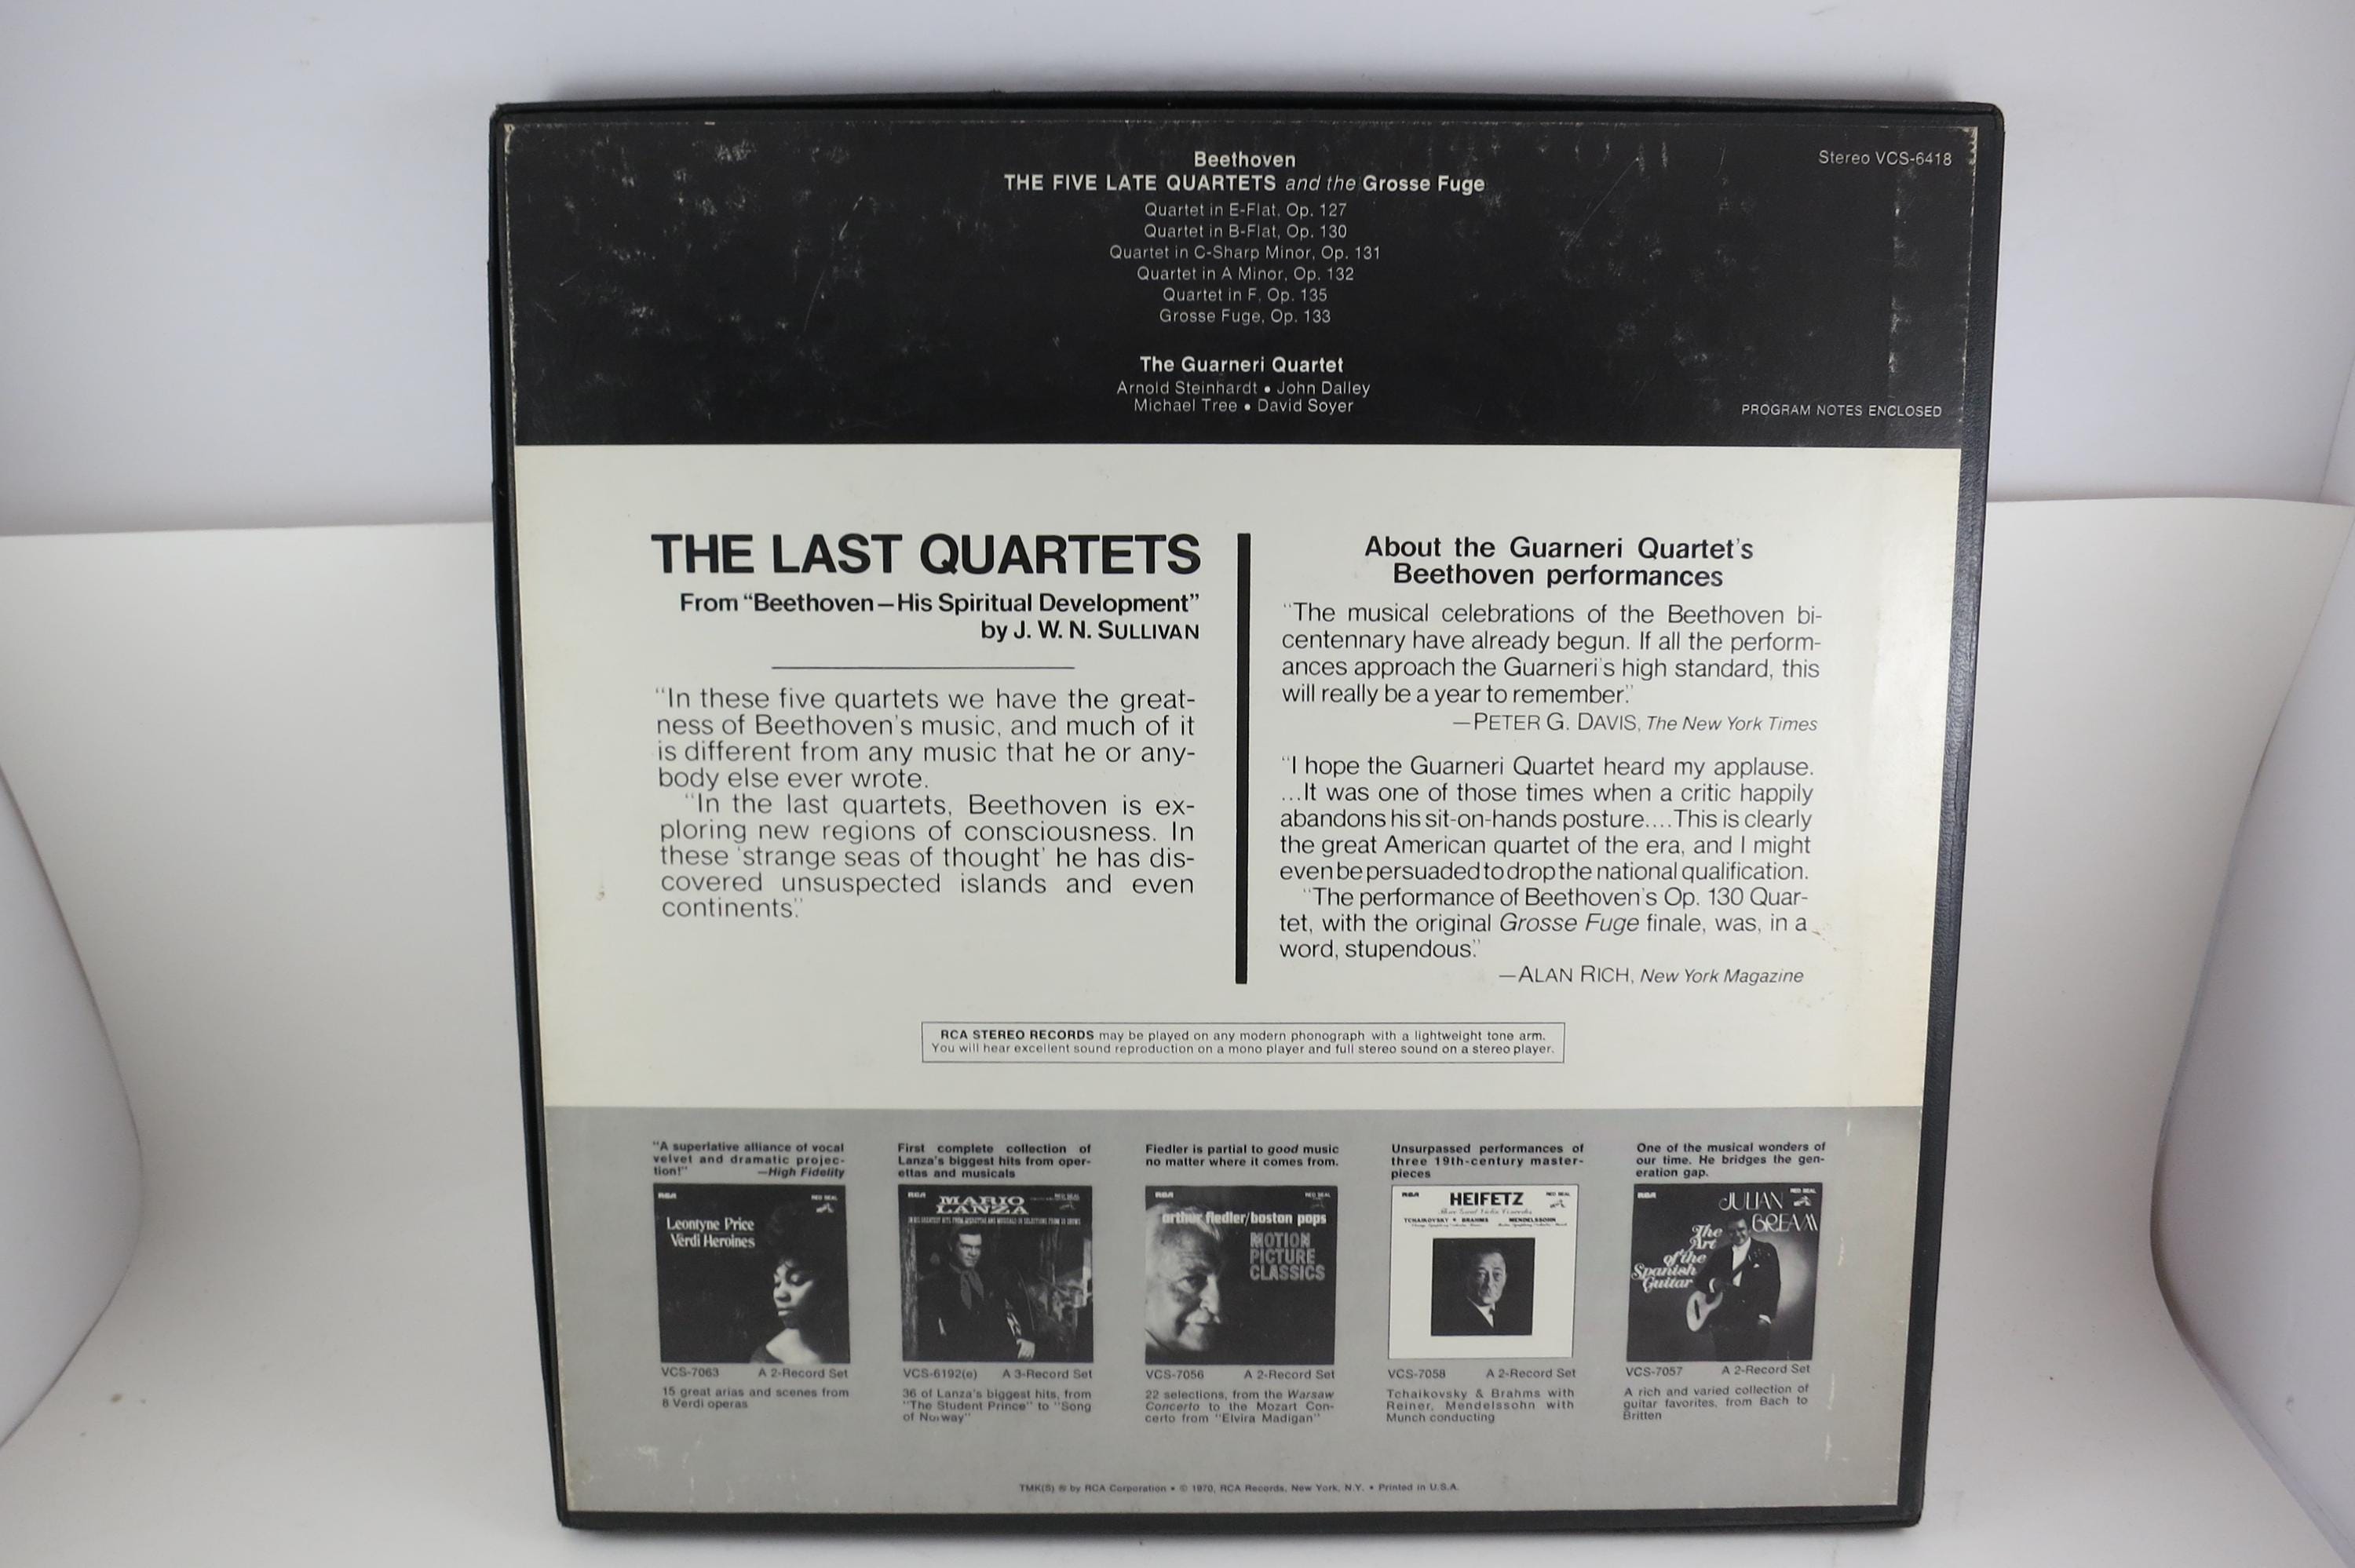 Beethoven
THE FIVE LATE QUARTETS and the Grosse Fuge
Quartet in E-Flat, Op. 127
Quartet in B-Flat, Op. 130
Quartet in C-Sharp Minor, Op. 131
Quartet in A Minor, Op. 132
Quartet in F, Op. 135
Grosse Fuge, Op. 133
Stereo VCS-6418
The Guarneri Quartet
Arnold Steinhardt • John Dalley
Michael Tree • David Soyer
PROGRAM NOTES ENCLOSED
THE LAST QUARTETS
From “Beethoven—His Spiritual Development”
by J. W. N. SULLIVAN
“In these five quartets we have the great-
ness of Beethoven's music, and much of it
is different from any music that he or any-
body else ever wrote.
“In the last quartets, Beethoven is ex-
ploring new regions of consciousness. In
these ‘strange seas of thought’ he has dis-
covered unsuspected islands and even
continents.”
About the Guarneri Quartet's
Beethoven performances
“The musical celebrations of the Beethoven bi-
centennary have already begun. If all the perform-
ances approach the Guarneri's high standard, this
will really be a year to remember.”
—PETER G. DAVIS, The New York Times
“I hope the Guarneri Quartet heard my applause.
...It was one of those times when a critic happily
abandons his sit-on-hands posture....This is clearly
the great American quartet of the era, and I might
even be persuaded to drop the national qualification.
“The performance of Beethoven's Op. 130 Quar-
tet, with the original Grosse Fuge finale, was, in a
word, stupendous.”
—ALAN RICH, New York Magazine
RCA STEREO RECORDS may be played on any modern phonograph with a lightweight tone arm.
You will hear excellent sound reproduction on a mono player and full stereo sound on a stereo player.
"A superlative alliance of vocal
velvet and dramatic projec-
tion!" —High Fidelity
RCA RED SEAL
Leontyne Price
Verdi Heroines
VCS-7063 A 2-Record Set
15 great arias and scenes from
8 Verdi operas
First complete collection of
Lanza's biggest hits from oper-
ettas and musicals
RCA
MARIO
LANZA
VCS-6192(e) A 3-Record Set
36 of Lanza's biggest hits, from
"The Student Prince" to "Song
of Norway"
Fiedler is partial to good music
no matter where it comes from.
RCA RED SEAL
arthur fiedler/boston pops
MOTION
PICTURE
CLASSICS
VCS-7056 A 2-Record Set
22 selections, from the Warsaw
Concerto to the Mozart Con-
certo from "Elvira Madigan"
Unsurpassed performances of
three 19th-century master-
pieces
RCA RED SEAL
HEIFETZ
TCHAIKOVSKY • BRAHMS MENDELSSOHN
VCS-7058 A 2-Record Set
Tchaikovsky & Brahms with
Reiner, Mendelssohn with
Munch conducting
One of the musical wonders of
our time. He bridges the gen-
eration gap.
RCA RED SEAL
JULIAN
BREAM
The
Art
of the
Spanish
Guitar
VCS-7057 A 2-Record Set
A rich and varied collection of
guitar favorites, from Bach to
Britten
TMK(S) ® by RCA Corporation • © 1970, RCA Records, New York, N.Y. • Printed in U.S.A.